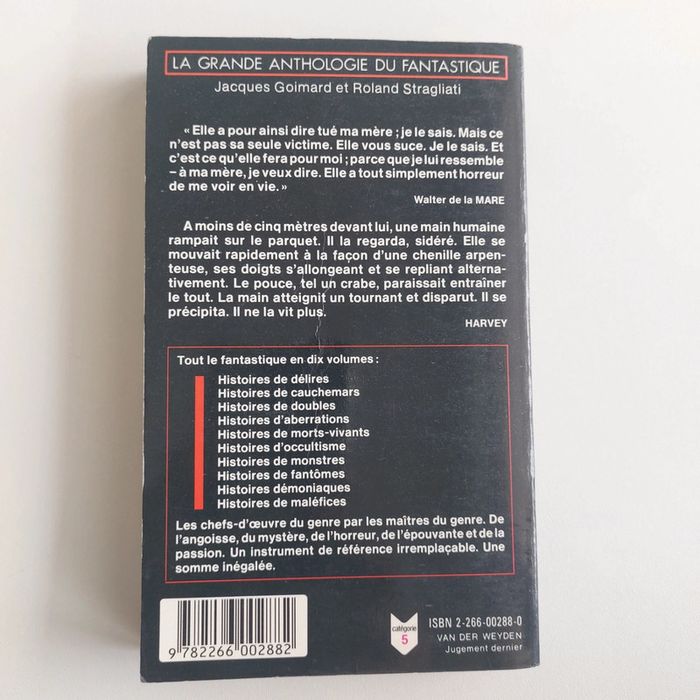 LA GRANDE ANTHOLOGIE DU FANTASTIQUE
Jacques Goimard et Roland Stragliati
« Elle a pour ainsi dire tué ma mère ; je le sais. Mais ce
n'est pas sa seule victime. Elle vous suce. Je le sais. Et
c'est ce qu'elle fera pour moi ; parce que je lui ressemble
– à ma mère, je veux dire. Elle a tout simplement horreur
de me voir en vie. »
Walter de la MARE
A moins de cinq mètres devant lui, une main humaine
rampait sur le parquet. Il la regarda, sidéré. Elle se
mouvait rapidement à la façon d'une chenille arpen-
teuse, ses doigts s'allongeant et se repliant alterna-
tivement. Le pouce, tel un crabe, paraissait entraîner
le tout. La main atteignit un tournant et disparut. Il se
précipita. Il ne la vit plus.
HARVEY
Tout le fantastique en dix volumes :
Histoires de délires
Histoires de cauchemars
Histoires de doubles
Histoires d'aberrations
Histoires de morts-vivants
Histoires d'occultisme
Histoires de monstres
Histoires de fantômes
Histoires démoniaques
Histoires de maléfices
Les chefs-d'œuvre du genre par les maîtres du genre. De
l'angoisse, du mystère, de l'horreur, de l'épouvante et de la
passion. Un instrument de référence irremplaçable. Une
somme inégalée.
9 782266 002882
catégorie
5
ISBN 2-266-00288-0
VAN DER WEYDEN
Jugement dernier